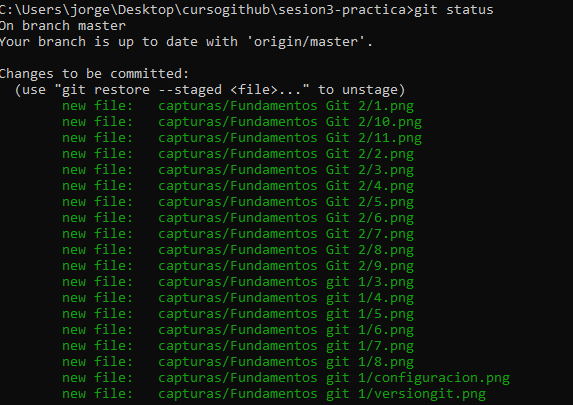 C:\Users\jorge\Desktop\cursogithub\sesion3-practica>git status
On branch master
Your branch is up to date with 'origin/master'.
Changes to be committed:
  (use "git restore --staged <file>..." to unstage)
        new file:   capturas/Fundamentos Git 2/1.png
        new file:   capturas/Fundamentos Git 2/10.png
        new file:   capturas/Fundamentos Git 2/11.png
        new file:   capturas/Fundamentos Git 2/2.png
        new file:   capturas/Fundamentos Git 2/3.png
        new file:   capturas/Fundamentos Git 2/4.png
        new file:   capturas/Fundamentos Git 2/5.png
        new file:   capturas/Fundamentos Git 2/6.png
        new file:   capturas/Fundamentos Git 2/7.png
        new file:   capturas/Fundamentos Git 2/8.png
        new file:   capturas/Fundamentos Git 2/9.png
        new file:   capturas/Fundamentos git 1/3.png
        new file:   capturas/Fundamentos git 1/4.png
        new file:   capturas/Fundamentos git 1/5.png
        new file:   capturas/Fundamentos git 1/6.png
        new file:   capturas/Fundamentos git 1/7.png
        new file:   capturas/Fundamentos git 1/8.png
        new file:   capturas/Fundamentos git 1/configuracion.png
        new file:   capturas/Fundamentos git 1/versiongit.png